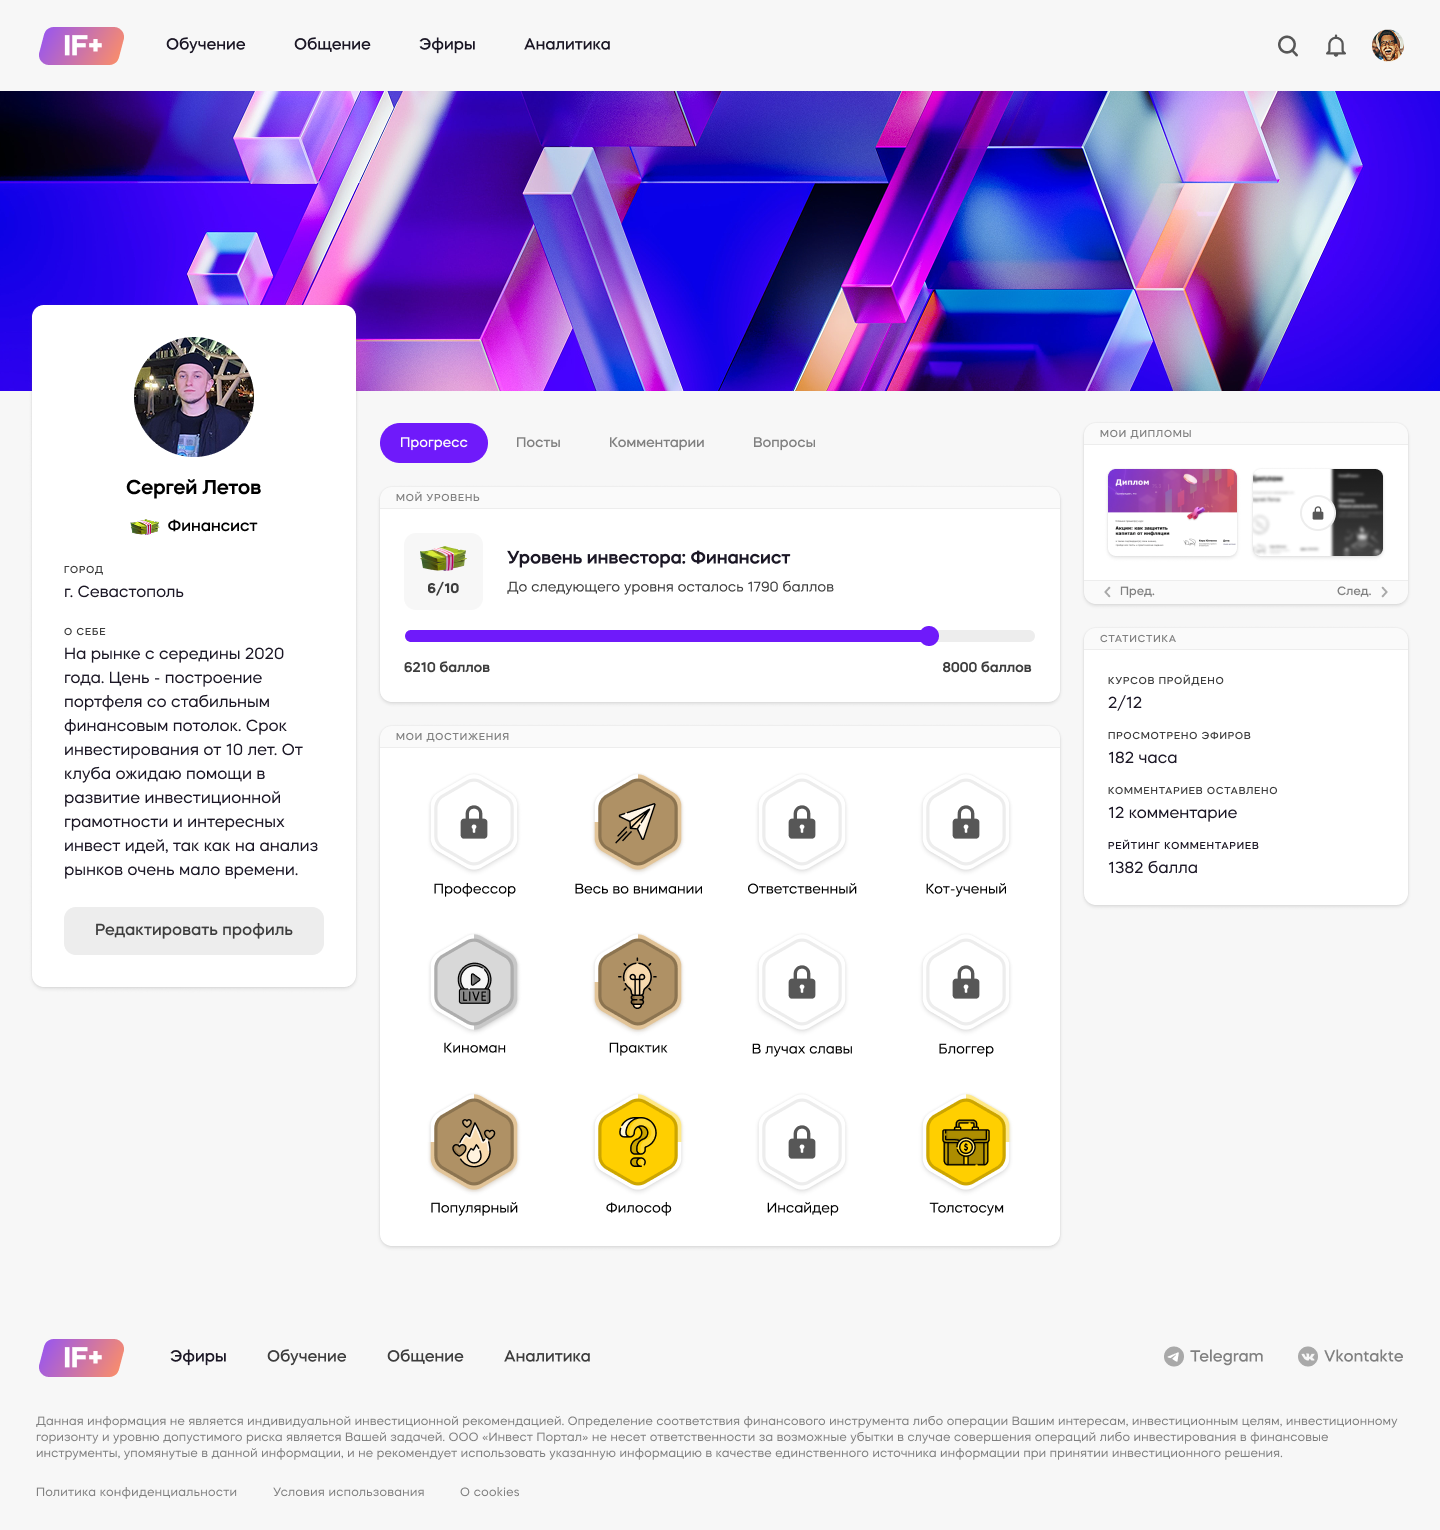 IF+
Обучение
Общение
Эфиры
Аналитика
Сергей Летов
Финансист
ГОРОД
г. Севастополь
О СЕБЕ
На рынке с середины 2020
года. Цень - построение
портфеля со стабильным
финансовым потолок. Срок
инвестирования от 10 лет. От
клуба ожидаю помощи в
развитие инвестиционной
грамотности и интересных
инвест идей, так как на анализ
рынков очень мало времени.
Редактировать профиль
Прогресс
Посты
Комментарии
Вопросы
МОЙ УРОВЕНЬ
6/10
Уровень инвестора: Финансист
До следующего уровня осталось 1790 баллов
6210 баллов
8000 баллов
МОИ ДОСТИЖЕНИЯ
Профессор
Весь во внимании
Ответственный
Кот-ученый
LIVE
Киноман
Практик
В лучах славы
Блоггер
Популярный
Философ
Инсайдер
Толстосум
МОИ ДИПЛОМЫ
Диплом
Акции: как защитить
капитал от инфляции
Диплом
Пред.
След.
СТАТИСТИКА
КУРСОВ ПРОЙДЕНО
2/12
ПРОСМОТРЕНО ЭФИРОВ
182 часа
КОММЕНТАРИЕВ ОСТАВЛЕНО
12 комментарие
РЕЙТИНГ КОММЕНТАРИЕВ
1382 балла
IF+
Эфиры
Обучение
Общение
Аналитика
Telegram
Vkontakte
Данная информация не является индивидуальной инвестиционной рекомендацией. Определение соответствия финансового инструмента либо операции Вашим интересам, инвестиционным целям, инвестиционному
горизонту и уровню допустимого риска является Вашей задачей. ООО «Инвест Портал» не несет ответственности за возможные убытки в случае совершения операций либо инвестирования в финансовые
инструменты, упомянутые в данной информации, и не рекомендует использовать указанную информацию в качестве единственного источника информации при принятии инвестиционного решения.
Политика конфиденциальности
Условия использования
О cookies